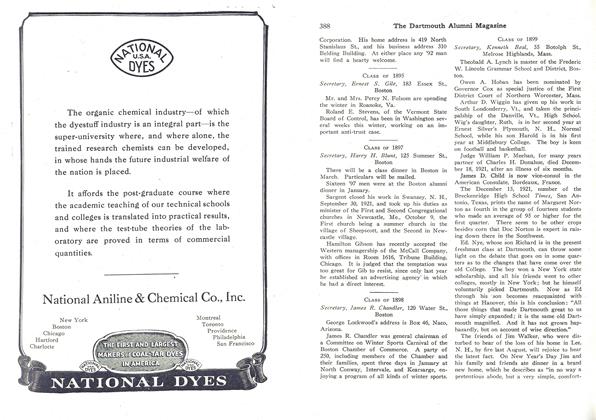 NATIONAL
U.S.A.
DYES
The organic chemical industry—of which
the dyestuff industry is an integral part—is the
super-university where, and where alone, the
trained research chemists can be developed,
in whose hands the future industrial welfare of
the nation is placed.
It affords the post-graduate course where
the academic teaching of our technical schools
and colleges is translated into practical results,
and where the test-tube theories of the lab-
oratory are proved in terms of commercial
quantities.
National Aniline & Chemical Co., Inc.
New York
Boston
Chicago
Hartford
Charlotte
Montreal
Toronto
Providence
Philadelphia
San Francisco
THE FIRST AND LARGEST
MAKERS of COAL-TAR DYES
IN AMERICA
NATIONAL DYES
388 The Dartmouth Alumni Magazine
Corporation. His home address is 419 North
Stanislaus St., and his business address 310
Belding Building. At either place any '92 man
will find a hearty welcome.
CLASS OF 1895
Secretary, Ernest S. Gile, 183 Essex St.,
Boston
Mr. and Mrs. Percy N. Folsom are spending
the winter in Roanoke, Va.
Roland E. Stevens, of the Vermont State
Board of Control, has been in Washington sev-
eral weeks this winter, working on an im-
portant anti-trust case.
CLASS OF 1897
Secretary, Harry H. Blunt, 125 Summer St.,
Boston
There will be a class dinner in Boston in
March. Particulars will be mailed.
Sixteen '97 men were at the Boston alumni
dinner in January.
Sargent closed his work in Swanzey, N. H.,
September 30, 1921, and took up his duties as
minister of the First and Second Congregational
churches in Newcastle, Me., October 9, the
First church being a summer church in the
village of Sheepscott, and the Second in New-
castle village.
Hamilton Gibson has recently accepted the
Western managership of the McCall Company,
with offices in Room 1616, Tribune Building,
Chicago. It is judged that the temptation was
too great for Gib to resist, since only last year
he established an advertising agency in which
he had a direct interest.
CLASS OF 1898
Secretary, James R. Chandler, 129 Water St.,
Boston
George Lockwood's address is Box 46, Naco,
Arizona.
James R. Chandler was general chairman of
a Committee on Winter Sports Carnival of the
Boston Chamber of Commerce. A party of
250, including members of the Chamber and
their families, spent three days in January at
North Conway, Intervale, and Kearsarge, en-
joying a program of all kinds of winter sports.
CLASS OF 1899
Secretary, Kenneth Beal, 55 Botolph St.,
Melrose Highlands, Mass.
Theobald A. Lynch is master of the Frederic
W. Lincoln Grammar School and District, Bos-
ton.
Owen A. Hoban has been nominated by
Governor Cox as special justice of the First
District Court of Northern Worcester, Mass.
Arthur D. Wiggin has given up his work in
South Londonderry, Vt., and taken the princi-
palship of the Danville, Vt., High School.
Wig's daughter, Ruth, is in her second year at
Ernest Silver's Plymouth, N. H., Normal
School, while his son Harold is in his first
year at Middlebury College. The boy is keen
on football and basketball.
Judge William P. Meehan, for many years
partner of Charles H. Donahue, died Decem-
ber 18, 1921, after an illness of six months.
James D. Child is now vice-consul in the
American Consulate, Bordeaux, France.
The December 13, 1921, number of the
Breckenridge High School Times, San An-
tonio, Texas, prints the name of Margaret Nor-
ton as fourth in the group of fourteen students
who made an average of 93 or higher for the
first quarter. There seem to be other crops
besides corn that Doc Norton is expert in rais-
ing down there in the Southwest.
Ed. Nye, whose son Richard is in the present
freshman class at Dartmouth, can throw some
light on the debate that goes on in some quar-
ters as to the changes that have come over the
old College. The boy won a New York state
scholarship, and all his friends went to other
colleges, mostly in New York; but he himself
voluntarily picked Dartmouth. Now as Ed
through his son becomes reacquainted with
things at Hanover, this is his conclusion: "All
those things that made Dartmouth great to us
have simply expanded; it is the same old Dart-
mouth magnified. And it has not grown hap-
hazardly, but on account of wise direction."
The friends of Jim Walker, who were dis-
turbed to hear of the loss of his home in Lee,
N. H., by fire last August, will rejoice to hear
the latest fact. On New Year's Day Jim and
his family and friends ate dinner in a brand
new home, which he describes as "in no way a
pretentious abode, but a very simple, comfort-